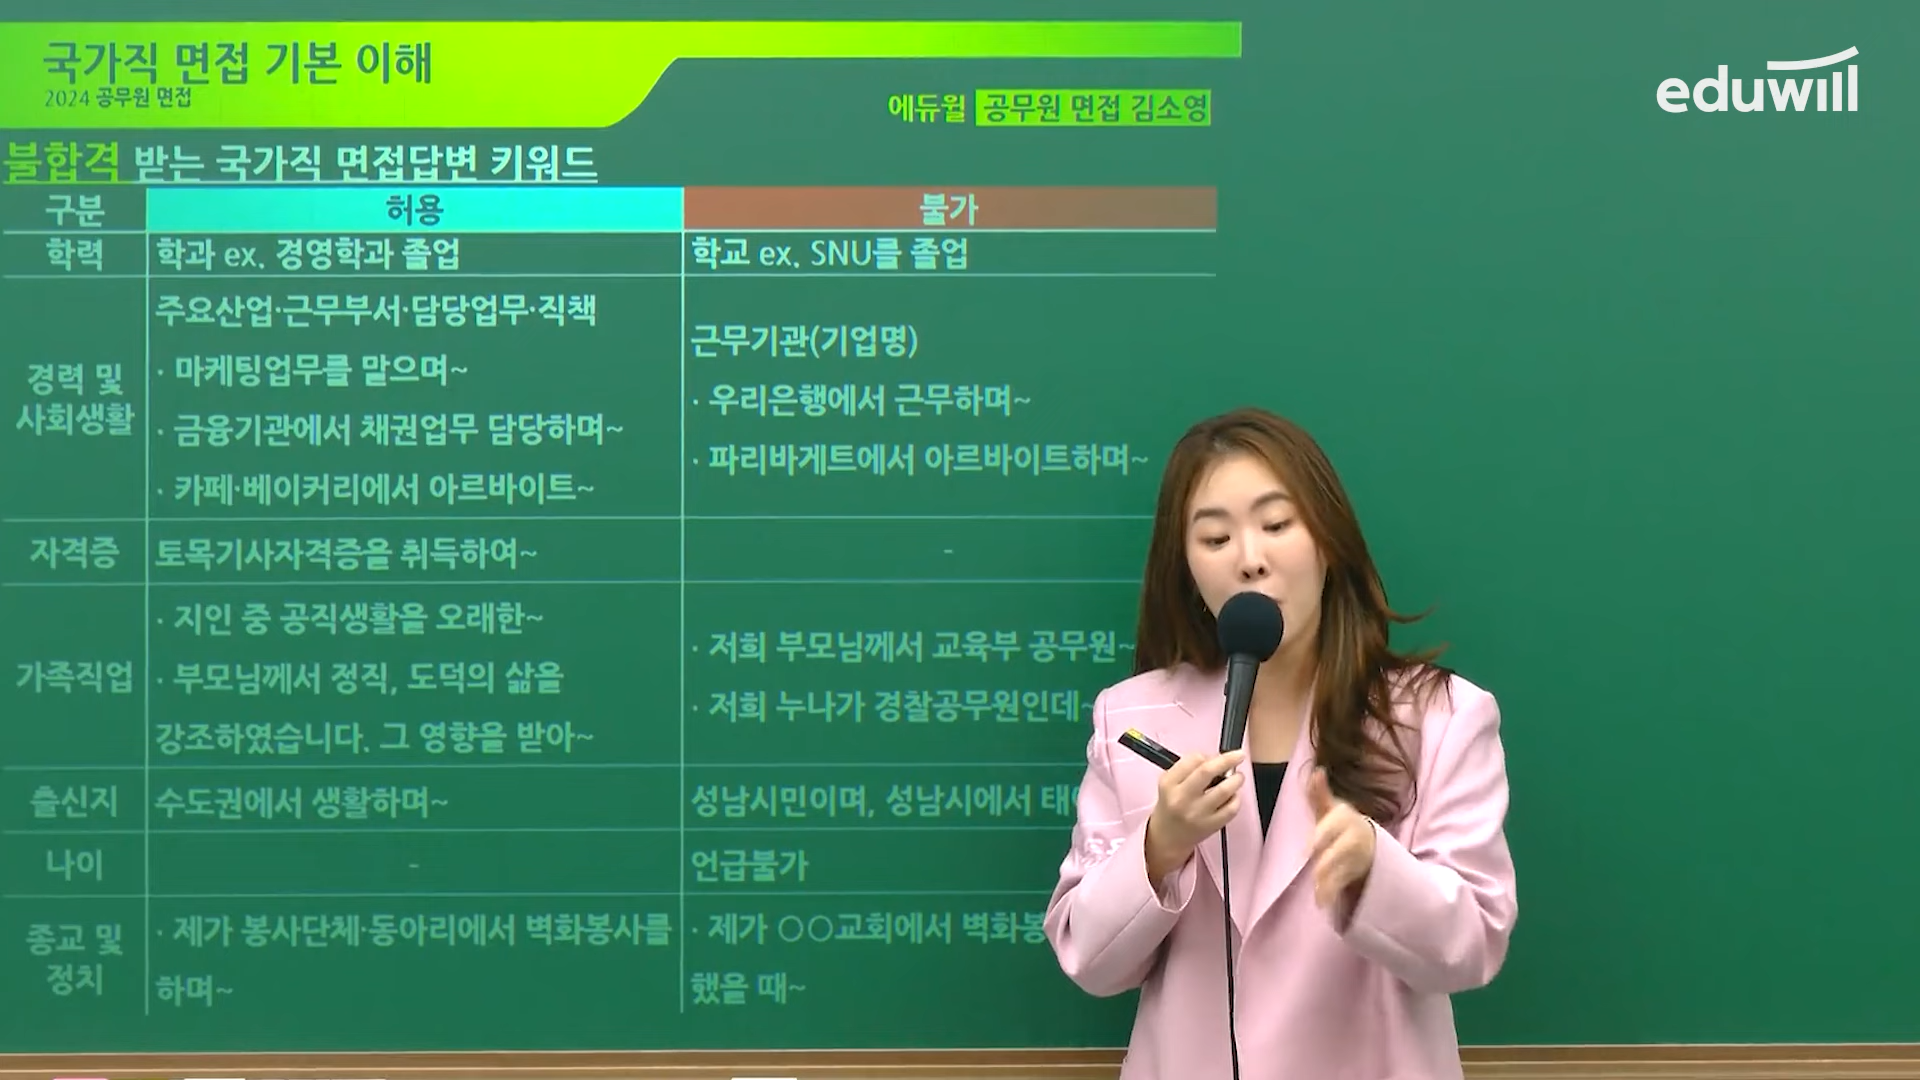 국가직 면접 기본 이해
2024 공무원 면접
eduwill
에듀윌 공무원 면접 김소영
불합격 받는 국가직 면접답변 키워드
구분 허용 불가
학력 학과 ex. 경영학과 졸업 학교 ex. SNU를 졸업
경력 및
사회생활
주요산업·근무부서·담당업무·직책
· 마케팅업무를 맡으며~
· 금융기관에서 채권업무 담당하며~
· 카페·베이커리에서 아르바이트~
근무기관(기업명)
· 우리은행에서 근무하며~
· 파리바게트에서 아르바이트하며~
자격증 토목기사자격증을 취득하여~ -
가족직업
· 지인 중 공직생활을 오래한~
· 부모님께서 정직, 도덕의 삶을
강조하였습니다. 그 영향을 받아~
· 저희 부모님께서 교육부 공무원~
· 저희 누나가 경찰공무원인데~
출신지 수도권에서 생활하며~ 성남시민이며, 성남시에서
나이 - 언급불가
종교 및
정치
· 제가 봉사단체·동아리에서 벽화봉사를
하며~
· 제가 ○○교회에서
했을 때~